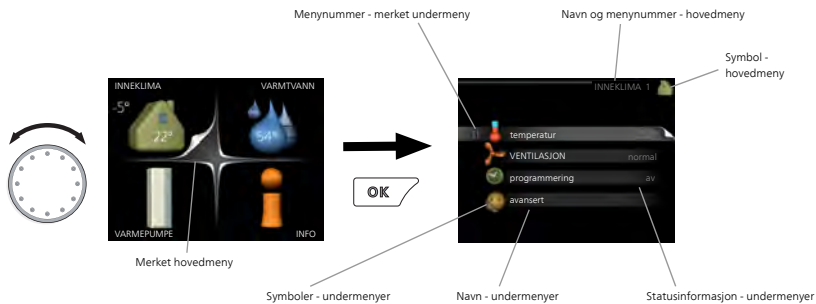 Menynummer - merket undermeny
Navn og menynummer - hovedmeny
Symbol -
hovedmeny
INNEKLIMA
VARMTVANN
-5°
22°
54°
VARMEPUMPE
INFO
Merket hovedmeny
OK
INNEKLIMA 1
1.1
temperatur
VENTILASJON
normal
programmering
av
avansert
Symboler - undermenyer
Navn - undermenyer
Statusinformasjon - undermenyer